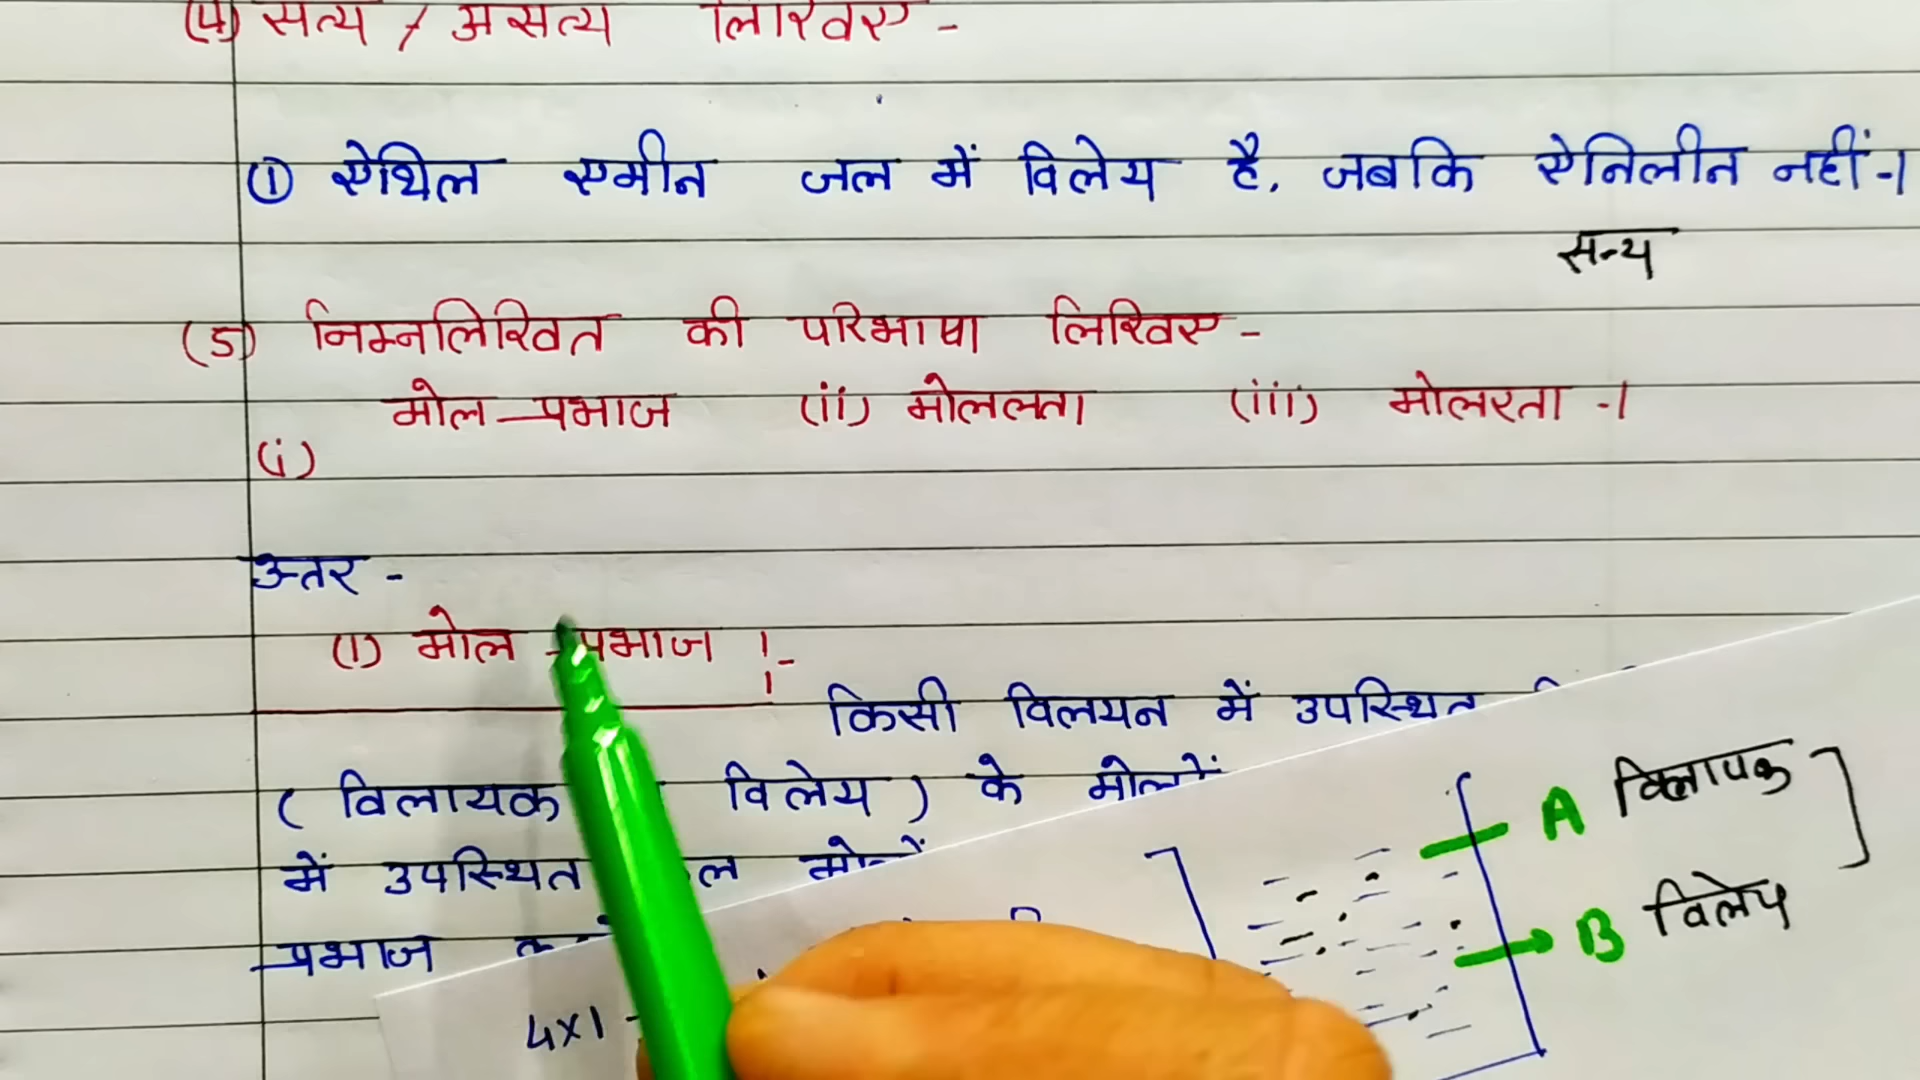 (4) सत्य / असत्य लिखिए -
① ऐथिल एमीन जल में विलेय है, जबकि ऐनिलीन नहीं -।
सत्य
(5) निम्नलिखित की परिभाषा लिखिए -
मोल-प्रभाज (ii) मोललता (iii) मोलरता -।
(i)
उत्तर -
(1) मोल प्रभाज :-
किसी विलयन में उपस्थित
( विलायक विलेय ) के मोलों
में उपस्थित मोलों
प्रभाज
A विलायक
B विलेय
4x1